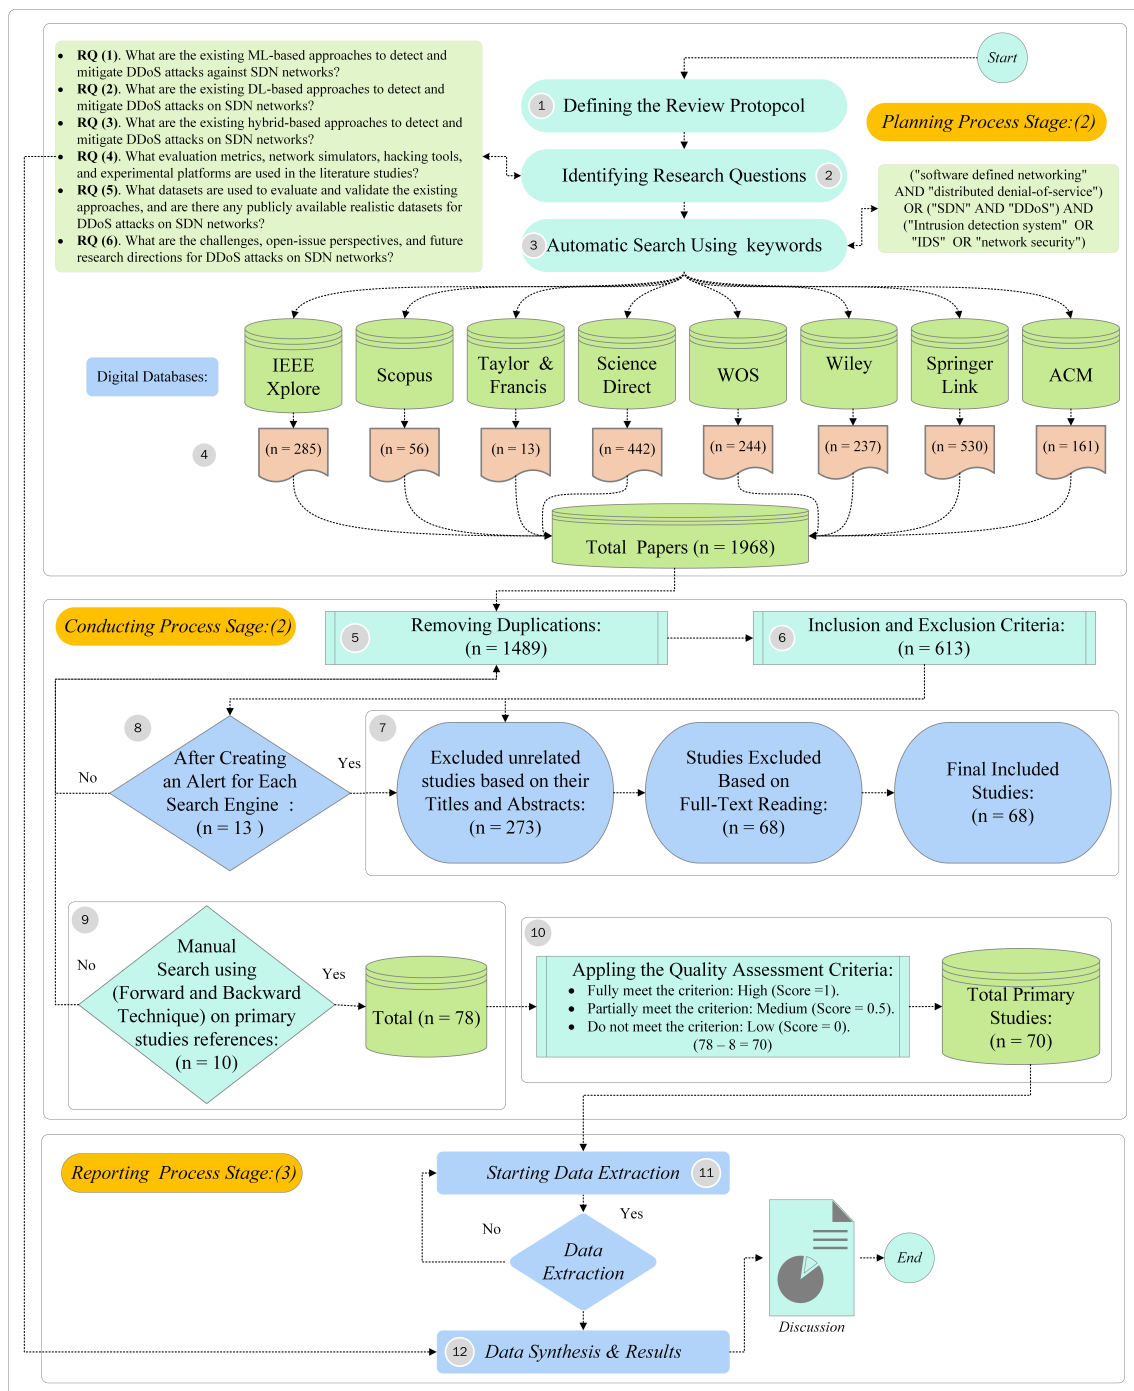 Start
RQ (1). What are the existing ML-based approaches to detect and
mitigate DDoS attacks against SDN networks?
RQ (2). What are the existing DL-based approaches to detect and
mitigate DDoS attacks on SDN networks?
RQ (3). What are the existing hybrid-based approaches to detect and
mitigate DDoS attacks on SDN networks?
RQ (4). What evaluation metrics, network simulators, hacking tools,
and experimental platforms are used in the literature studies?
RQ (5). What datasets are used to evaluate and validate the existing
approaches, and are there any publicly available realistic datasets for
DDoS attacks on SDN networks?
RQ (6). What are the challenges, open-issue perspectives, and future
research directions for DDoS attacks on SDN networks?
1 Defining the Review Protopcol
Planning Process Stage:(2)
Identifying Research Questions 2
3 Automatic Search Using keywords
("software defined networking"
AND "distributed denial-of-service")
OR ("SDN" AND "DDoS") AND
("Intrusion detection system" OR
"IDS" OR "network security")
Digital Databases:
IEEE
Xplore
Scopus
Taylor &
Francis
Science
Direct
WOS
Wiley
Springer
Link
ACM
4
(n = 285)
(n = 56)
(n = 13)
(n = 442)
(n = 244)
(n = 237)
(n = 530)
(n = 161)
Total Papers (n = 1968)
Conducting Process Sage:(2)
5
Removing Duplications:
(n = 1489)
6
Inclusion and Exclusion Criteria:
(n = 613)
8
No
After Creating
an Alert for Each
Search Engine :
(n = 13 )
Yes
7
Excluded unrelated
studies based on their
Titles and Abstracts:
(n = 273)
Studies Excluded
Based on
Full-Text Reading:
(n = 68)
Final Included
Studies:
(n = 68)
9
No
Manual
Search using
(Forward and Backward
Technique) on primary
studies references:
(n = 10)
Yes
Total (n = 78)
10
Appling the Quality Assessment Criteria:
Fully meet the criterion: High (Score =1).
Partially meet the criterion: Medium (Score = 0.5).
Do not meet the criterion: Low (Score = 0).
(78 – 8 = 70)
Total Primary
Studies:
(n = 70)
Reporting Process Stage:(3)
Starting Data Extraction 11
No
Yes
Data
Extraction
12 Data Synthesis & Results
Discussion
End